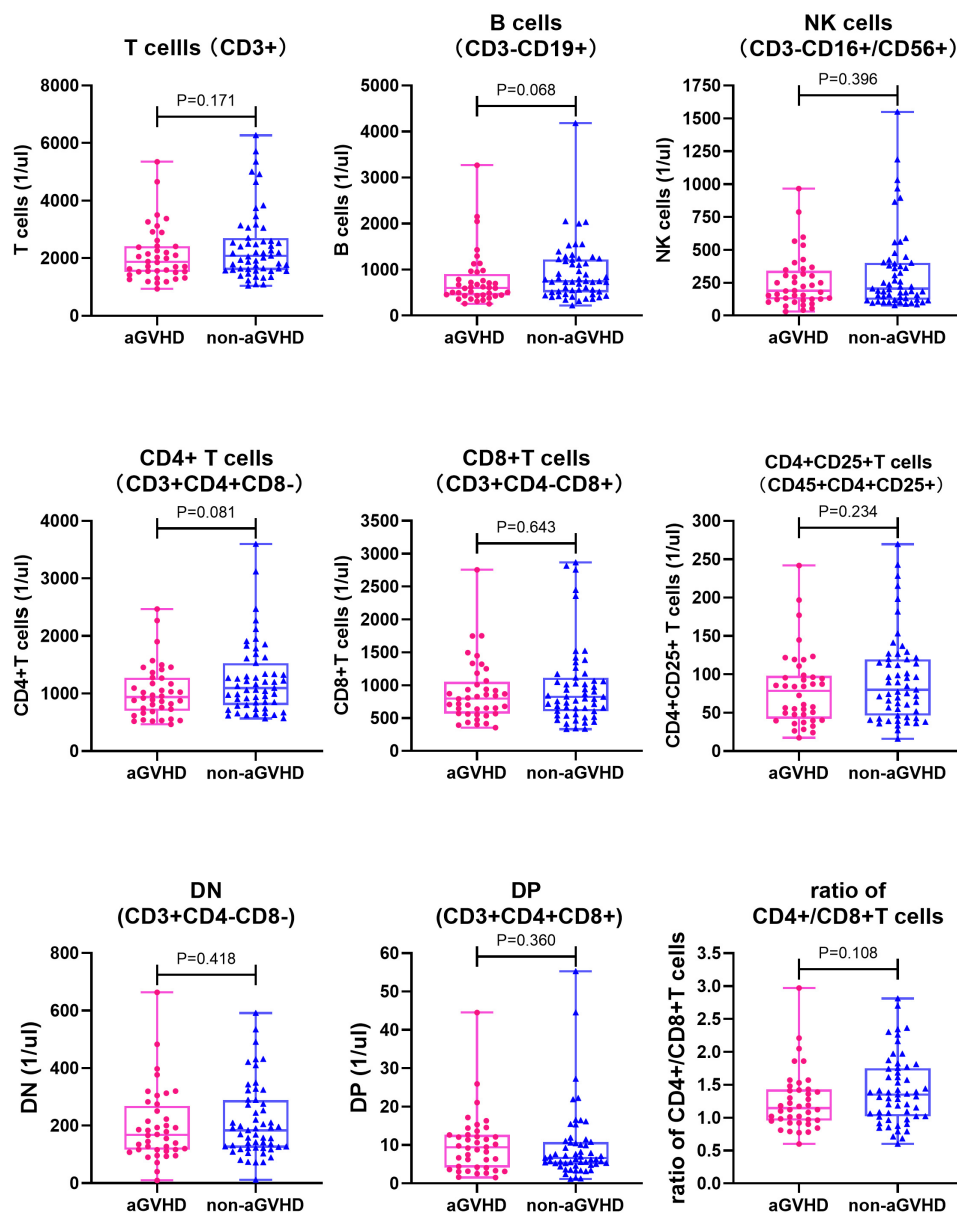 T cellls（CD3+）
P=0.171
T cells (1/ul)
8000
6000
4000
2000
0
aGVHD
non-aGVHD
B cells
（CD3-CD19+）
P=0.068
B cells (1/ul)
5000
4000
3000
2000
1000
0
aGVHD
non-aGVHD
NK cells
（CD3-CD16+/CD56+）
P=0.396
NK cells (1/ul)
1750
1500
1250
1000
750
500
250
0
aGVHD
non-aGVHD
CD4+ T cells
（CD3+CD4+CD8-）
P=0.081
CD4+T cells (1/ul)
4000
3000
2000
1000
0
aGVHD
non-aGVHD
CD8+T cells
（CD3+CD4-CD8+）
P=0.643
CD8+T cells (1/ul)
3500
3000
2500
2000
1500
1000
500
0
aGVHD
non-aGVHD
CD4+CD25+T cells
（CD45+CD4+CD25+）
P=0.234
CD4+CD25+ T cells (1/ul)
300
250
200
150
100
50
0
aGVHD
non-aGVHD
DN
(CD3+CD4-CD8-)
P=0.418
DN (1/ul)
800
600
400
200
0
aGVHD
non-aGVHD
DP
(CD3+CD4+CD8+)
P=0.360
DP (1/ul)
60
50
40
30
20
10
0
aGVHD
non-aGVHD
ratio of
CD4+/CD8+T cells
P=0.108
ratio of CD4+/CD8+T cells
3.5
3.0
2.5
2.0
1.5
1.0
0.5
0.0
aGVHD
non-aGVHD